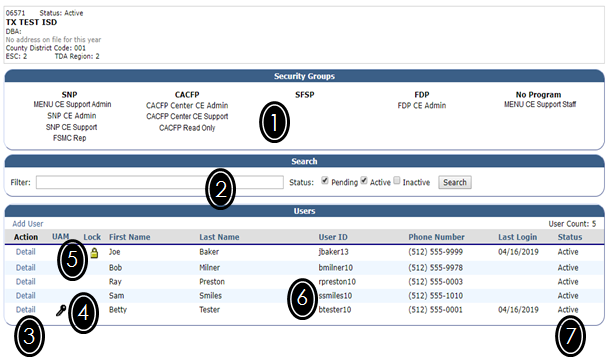 06571 Status: Active
TX TEST ISD
DBA:
No address on file for this year
County District Code: 001
ESC: 2 TDA Region: 2
Security Groups
SNP CACFP SFSP FDP No Program
MENU CE Support Admin CACFP Center CE Admin FDP CE Admin MENU CE Support Staff
SNP CE Admin CACFP Center CE Support
SNP CE Support CACFP Read Only
FSMC Rep
1
Search
Filter: 2 Status: Pending Active Inactive Search
Users
Add User User Count: 5
Action UAM Lock First Name Last Name User ID Phone Number Last Login Status
Detail 5 Joe Baker jbaker13 (512) 555-9999 04/16/2019 Active
Detail Bob Milner bmilner10 (512) 555-9978 Active
Detail Ray Preston rpreston10 (512) 555-0003 Active
Detail Sam Smiles 6 ssmiles10 (512) 555-1010 Active
Detail 4 Betty Tester btester10 (512) 555-0001 04/16/2019 Active
3 7